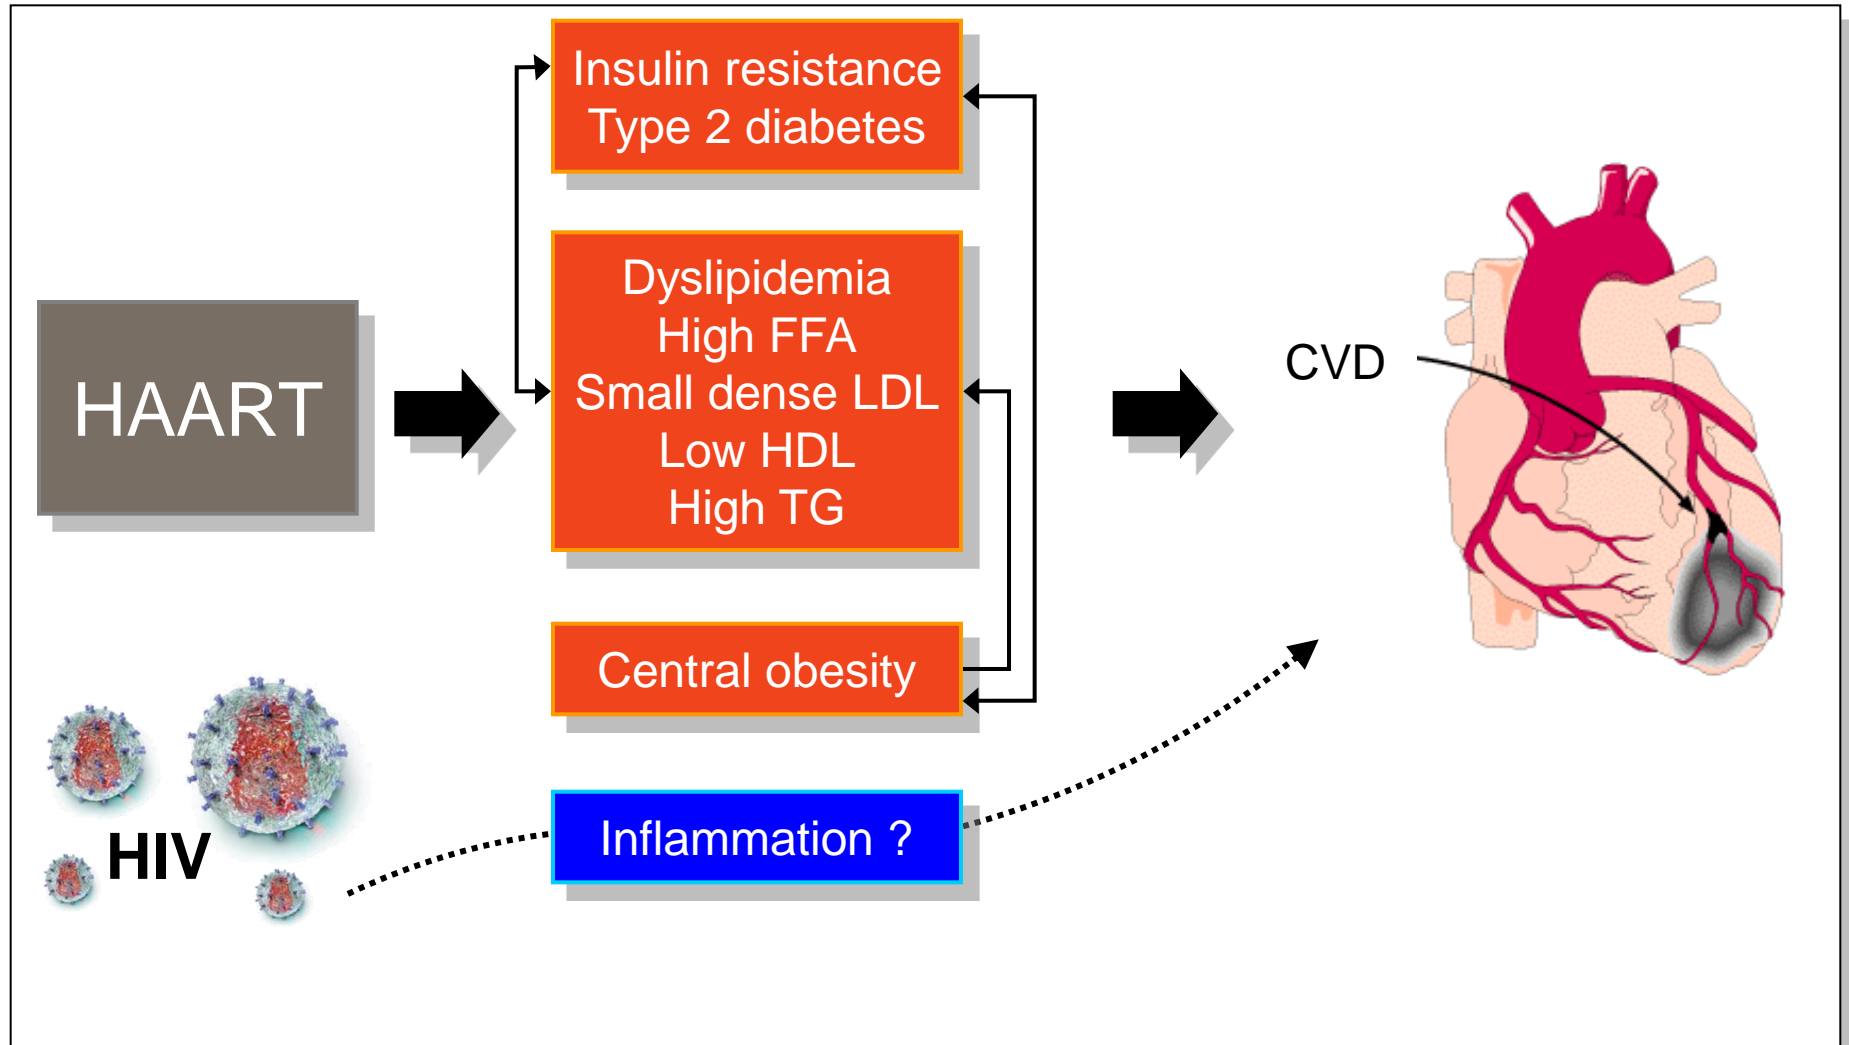 Insulin resistance
Type 2 diabetes
HAART
Dyslipidemia
High FFA
Small dense LDL
Low HDL
High TG
CVD
Central obesity
HIV
Inflammation ?